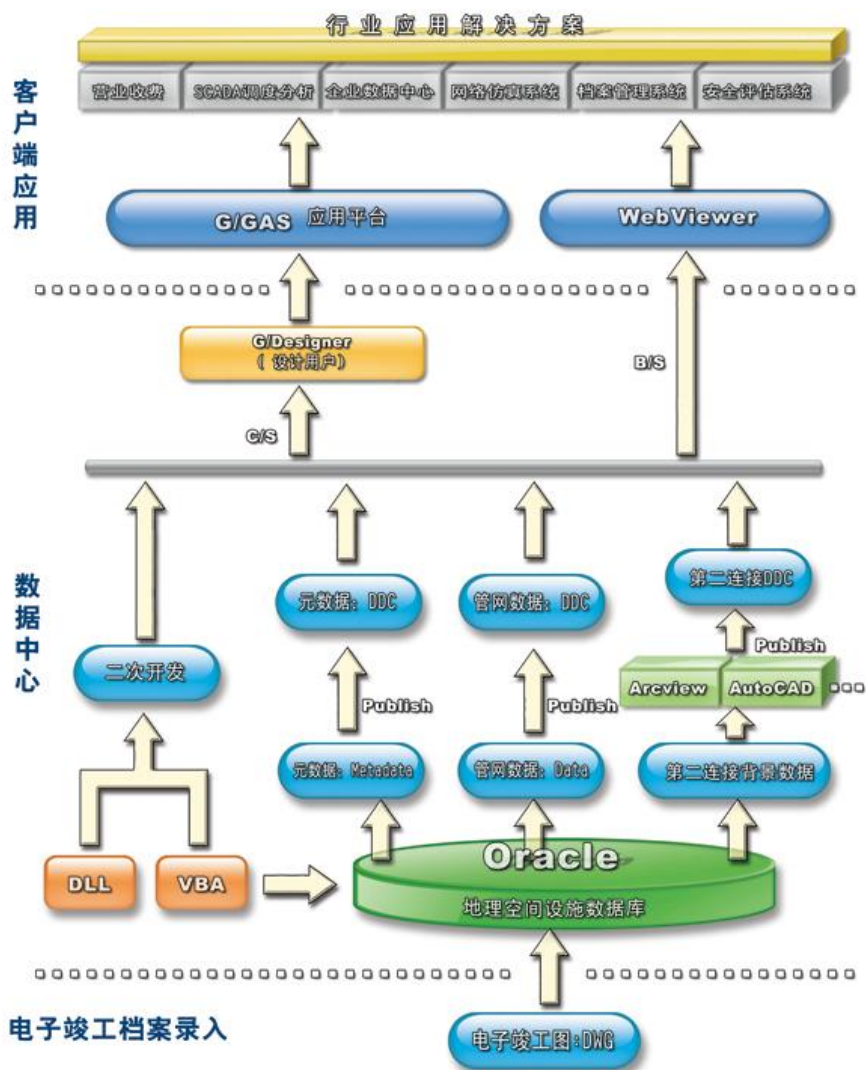 行业应用解决方案
营业收费
SCADA调度分析
企业数据中心
网络仿真系统
档案管理系统
安全评估系统
客户端应用
G/GAS 应用平台
WebViewer
G/Designer
( 设计用户)
B/S
C/S
数据中心
第二连接DDC
元数据: DDC
管网数据: DDC
Publish
二次开发
Arcview
AutoCAD
Publish
Publish
元数据: Metadata
管网数据: Data
第二连接背景数据
Oracle
DLL
VBA
地理空间设施数据库
电子竣工档案录入
电子竣工图:DWG